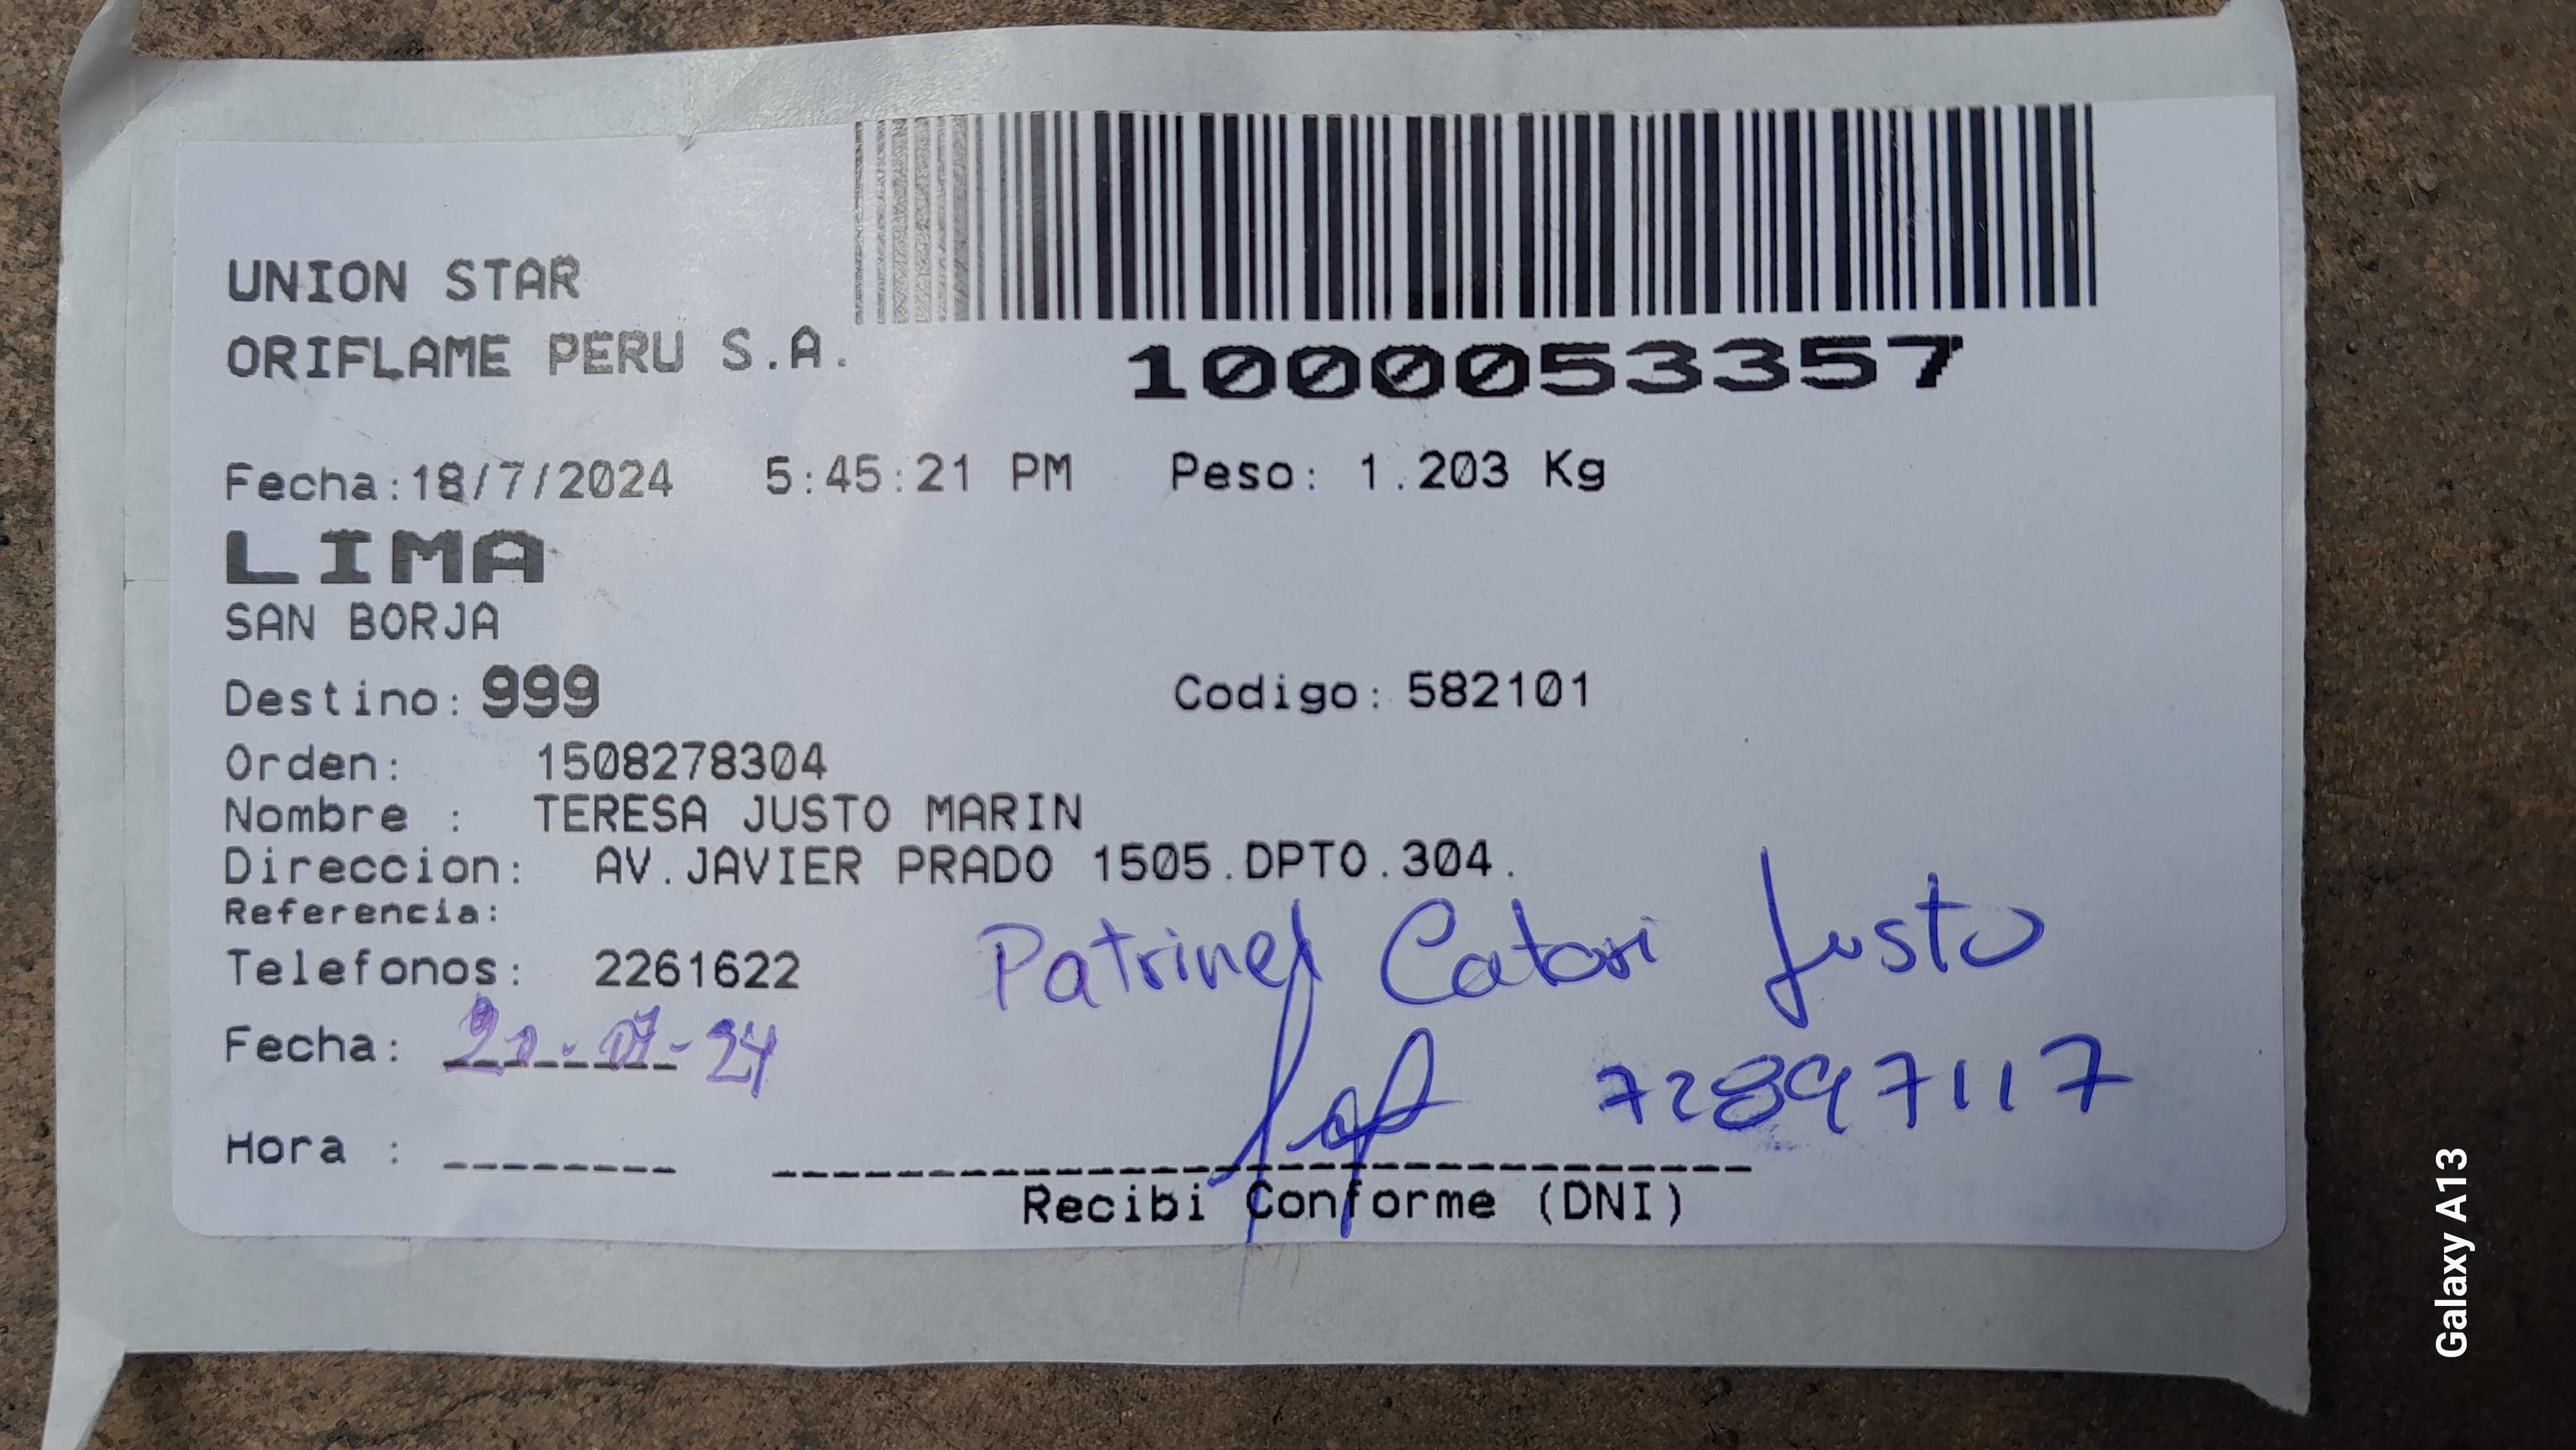 UNION STAR
ORIFLAME PERU S.A.
1000053357
Fecha:18/7/2024 5:45:21 PM Peso: 1.203 Kg
LIMA
SAN BORJA
Destino: 999 Codigo: 582101
Orden: 1508278304
Nombre : TERESA JUSTO MARIN
Direccion: AV.JAVIER PRADO 1505.DPTO.304.
Referencia:
Telefonos: 2261622
Catari Justo
Fecha: 20-07-24
72897117
Hora :
Recibi Conforme (DNI)
Galaxy A13